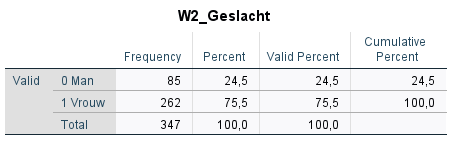 W2_Geslacht
Frequency Percent Valid Percent Cumulative Percent
Valid 0 Man 85 24,5 24,5 24,5
1 Vrouw 262 75,5 75,5 100,0
Total 347 100,0 100,0